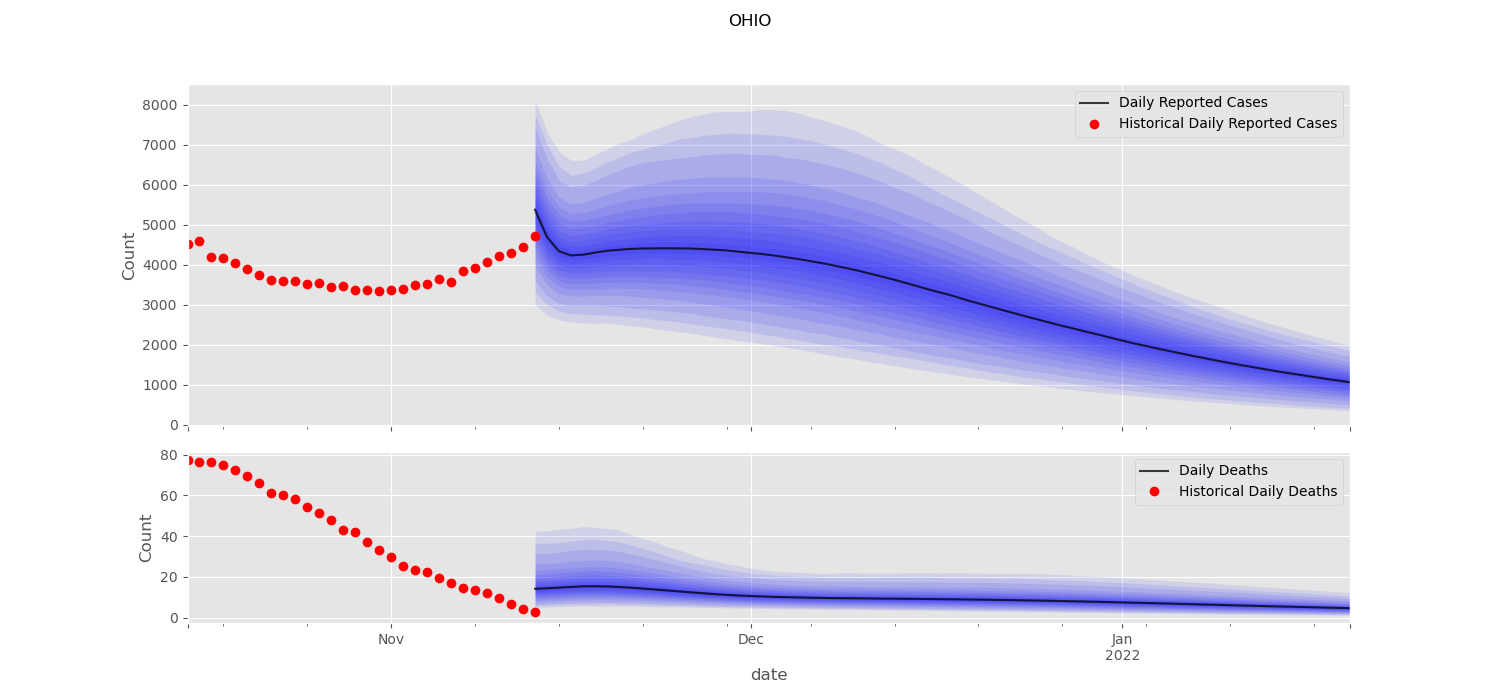 OHIO
8000
7000
6000
5000
4000
3000
2000
1000
0
Count
Daily Reported Cases
Historical Daily Reported Cases
80
60
40
20
0
Count
Daily Deaths
Historical Daily Deaths
Nov
Dec
Jan
2022
date